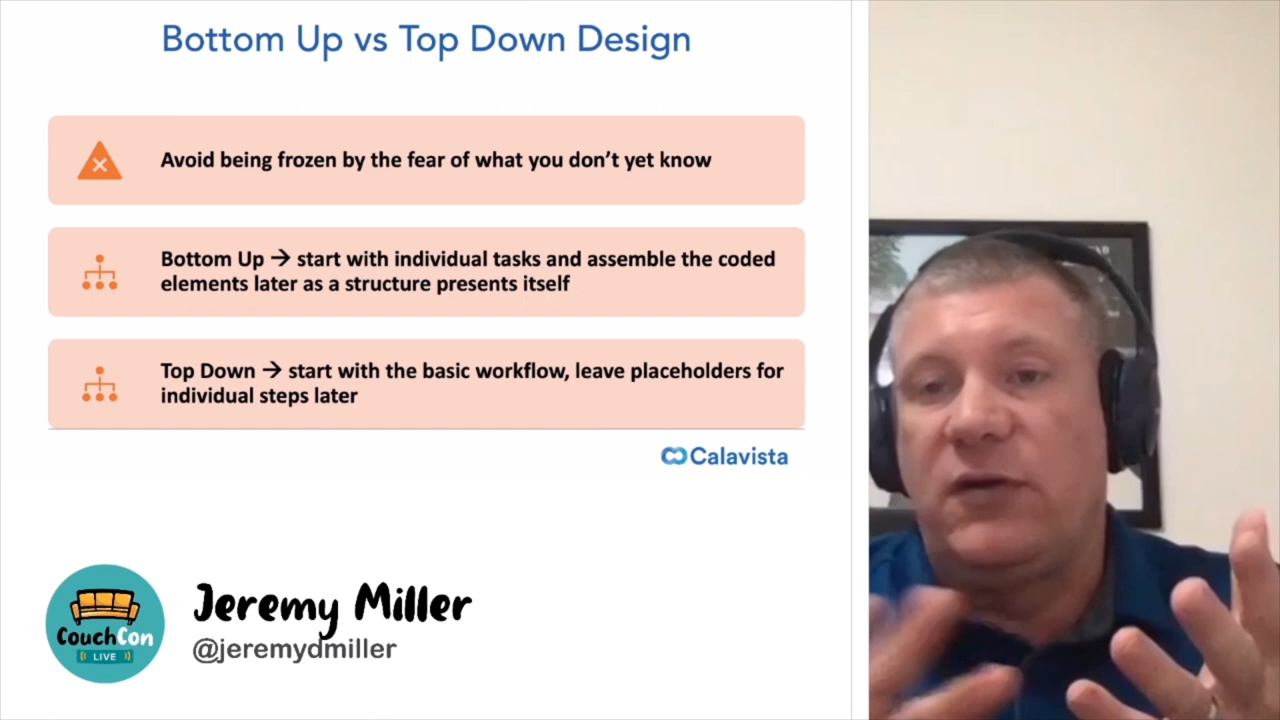 Bottom Up vs Top Down Design
Avoid being frozen by the fear of what you don’t yet know
Bottom Up → start with individual tasks and assemble the coded
elements later as a structure presents itself
Top Down → start with the basic workflow, leave placeholders for
individual steps later
Calavista
CouchCon
LIVE
Jeremy Miller
@jeremydmiller